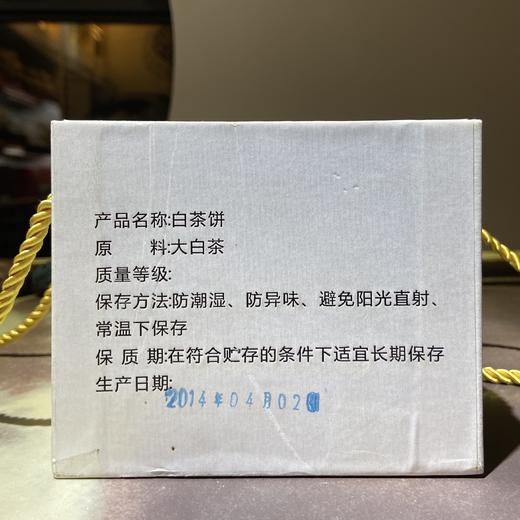 产品名称:白茶饼
原 料:大白茶
质量等级:
保存方法:防潮湿、防异味、避免阳光直射、
常温下保存
保 质 期:在符合贮存的条件下适宜长期保存
生产日期:
2014年04月02日